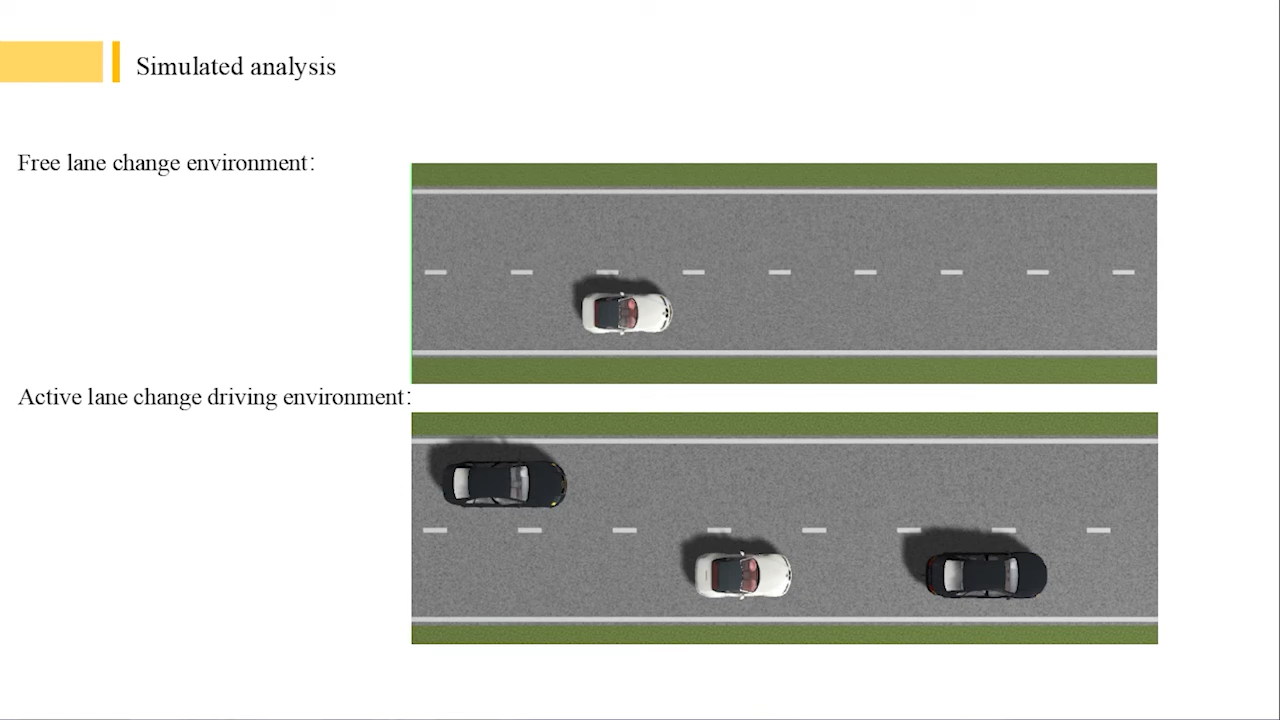 Simulated analysis
Free lane change environment：
Active lane change driving environment：